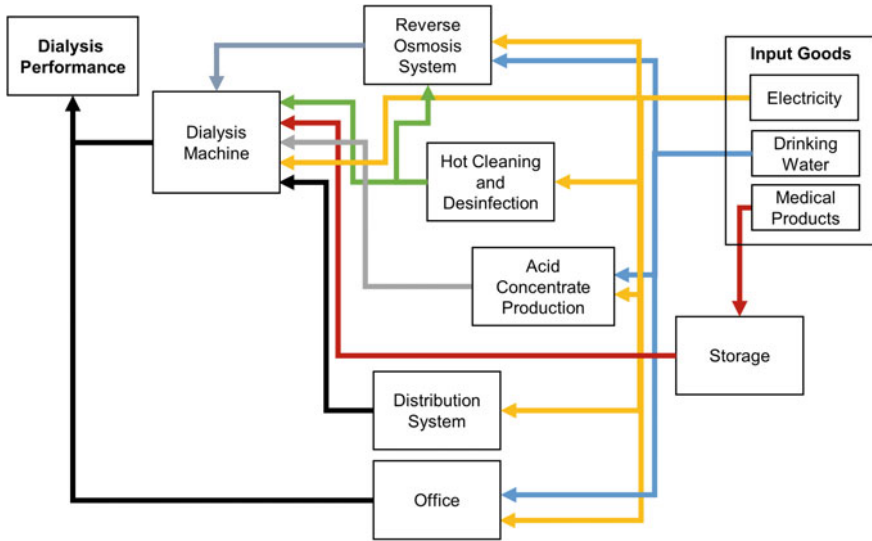 Dialysis
Performance
Reverse
Osmosis
System
Input Goods
Electricity
Drinking
Water
Medical
Products
Dialysis
Machine
Hot Cleaning
and
Desinfection
Acid
Concentrate
Production
Storage
Distribution
System
Office